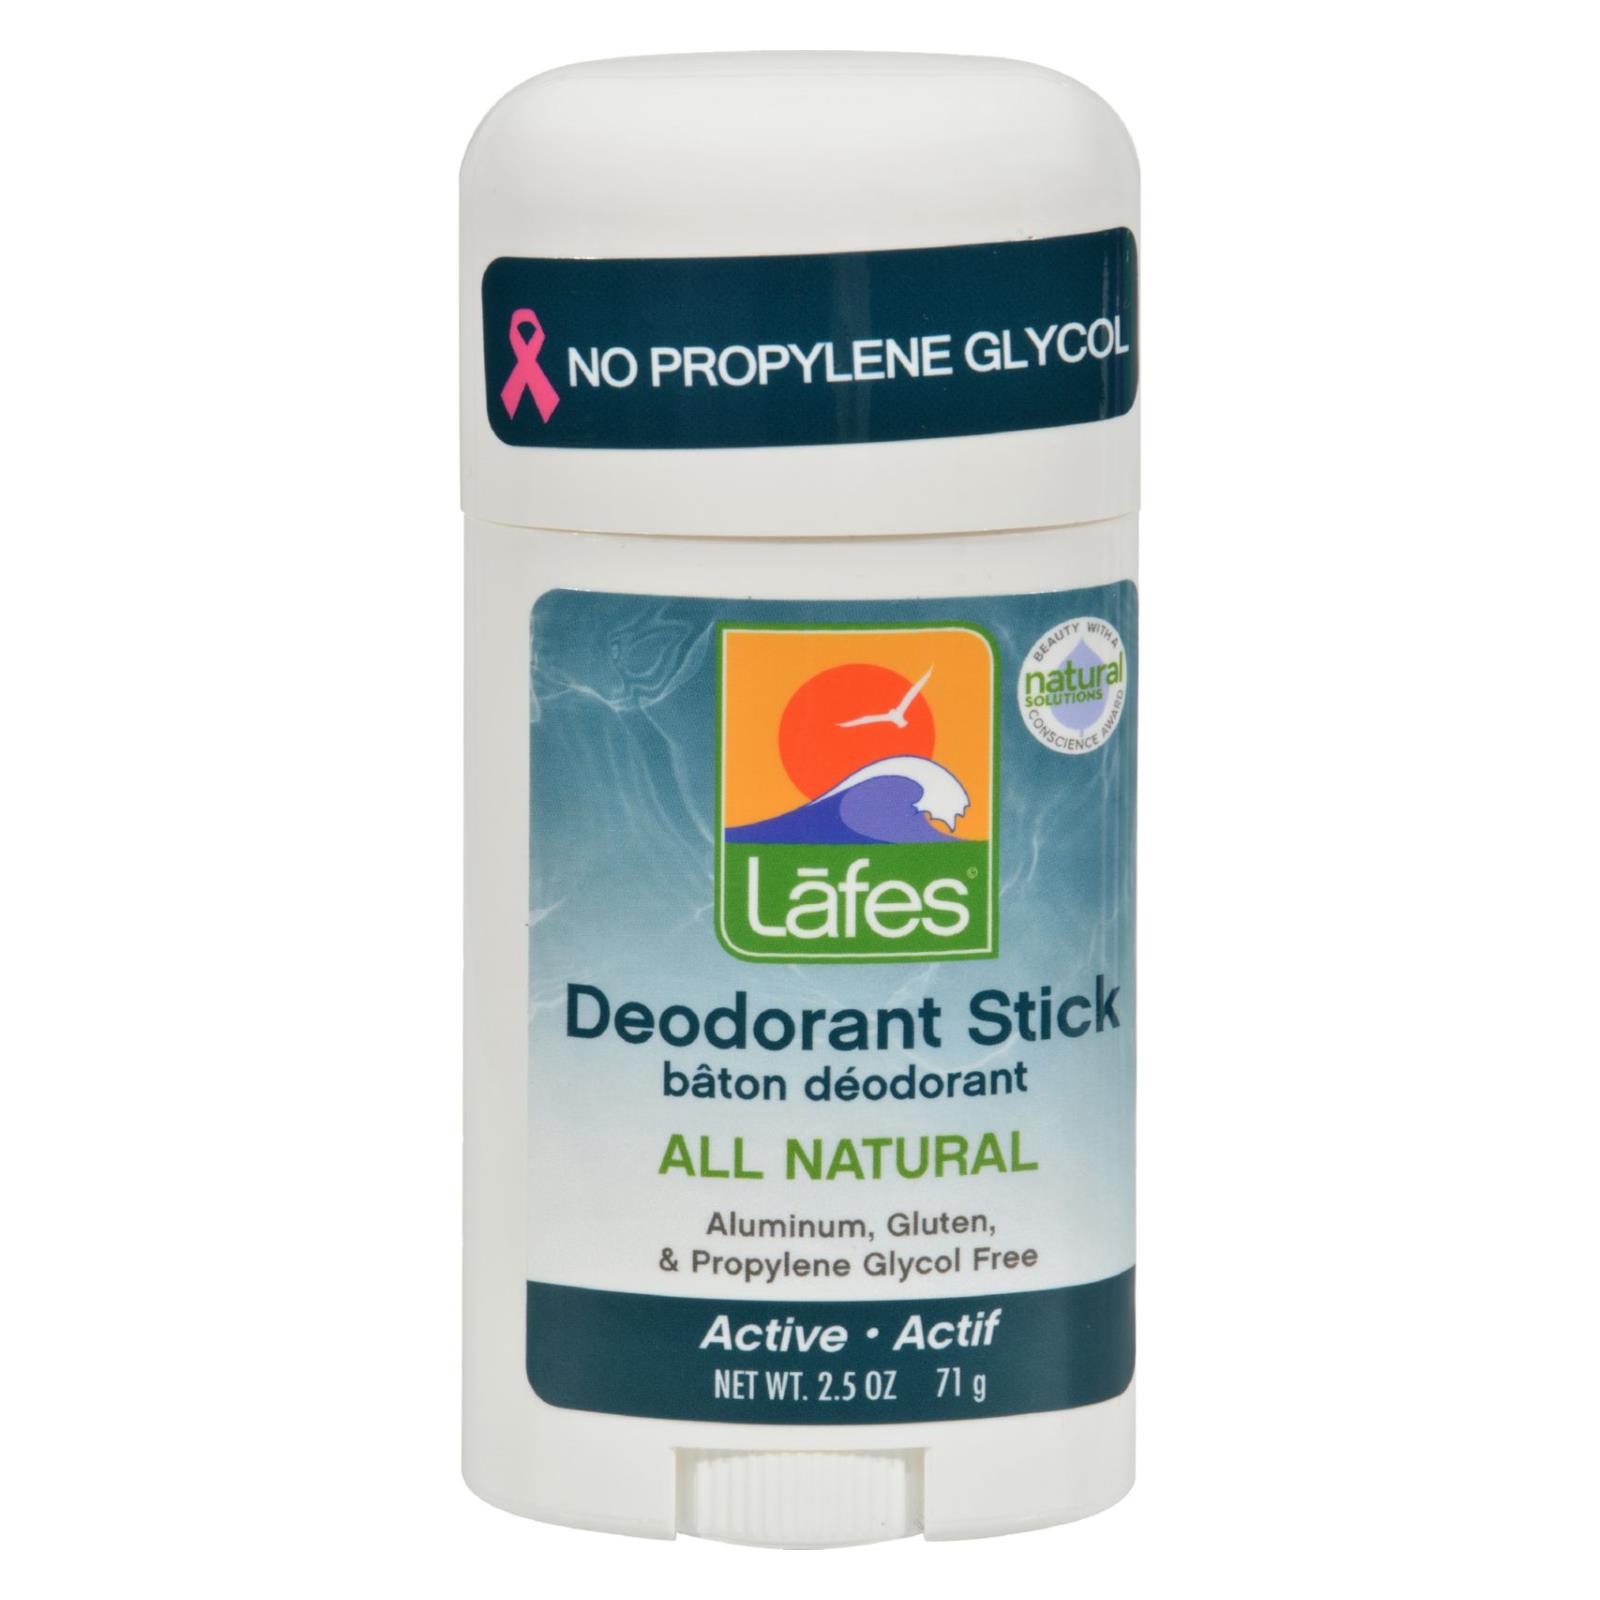 NO PROPYLENE GLYCOL
BEAUTY WITH A
natural
SOLUTIONS
CONSCIENCE AWARD
Lāfes©
Deodorant Stick
bâton déodorant
ALL NATURAL
Aluminum, Gluten,
& Propylene Glycol Free
Active • Actif
NET WT. 2.5 OZ 71 g